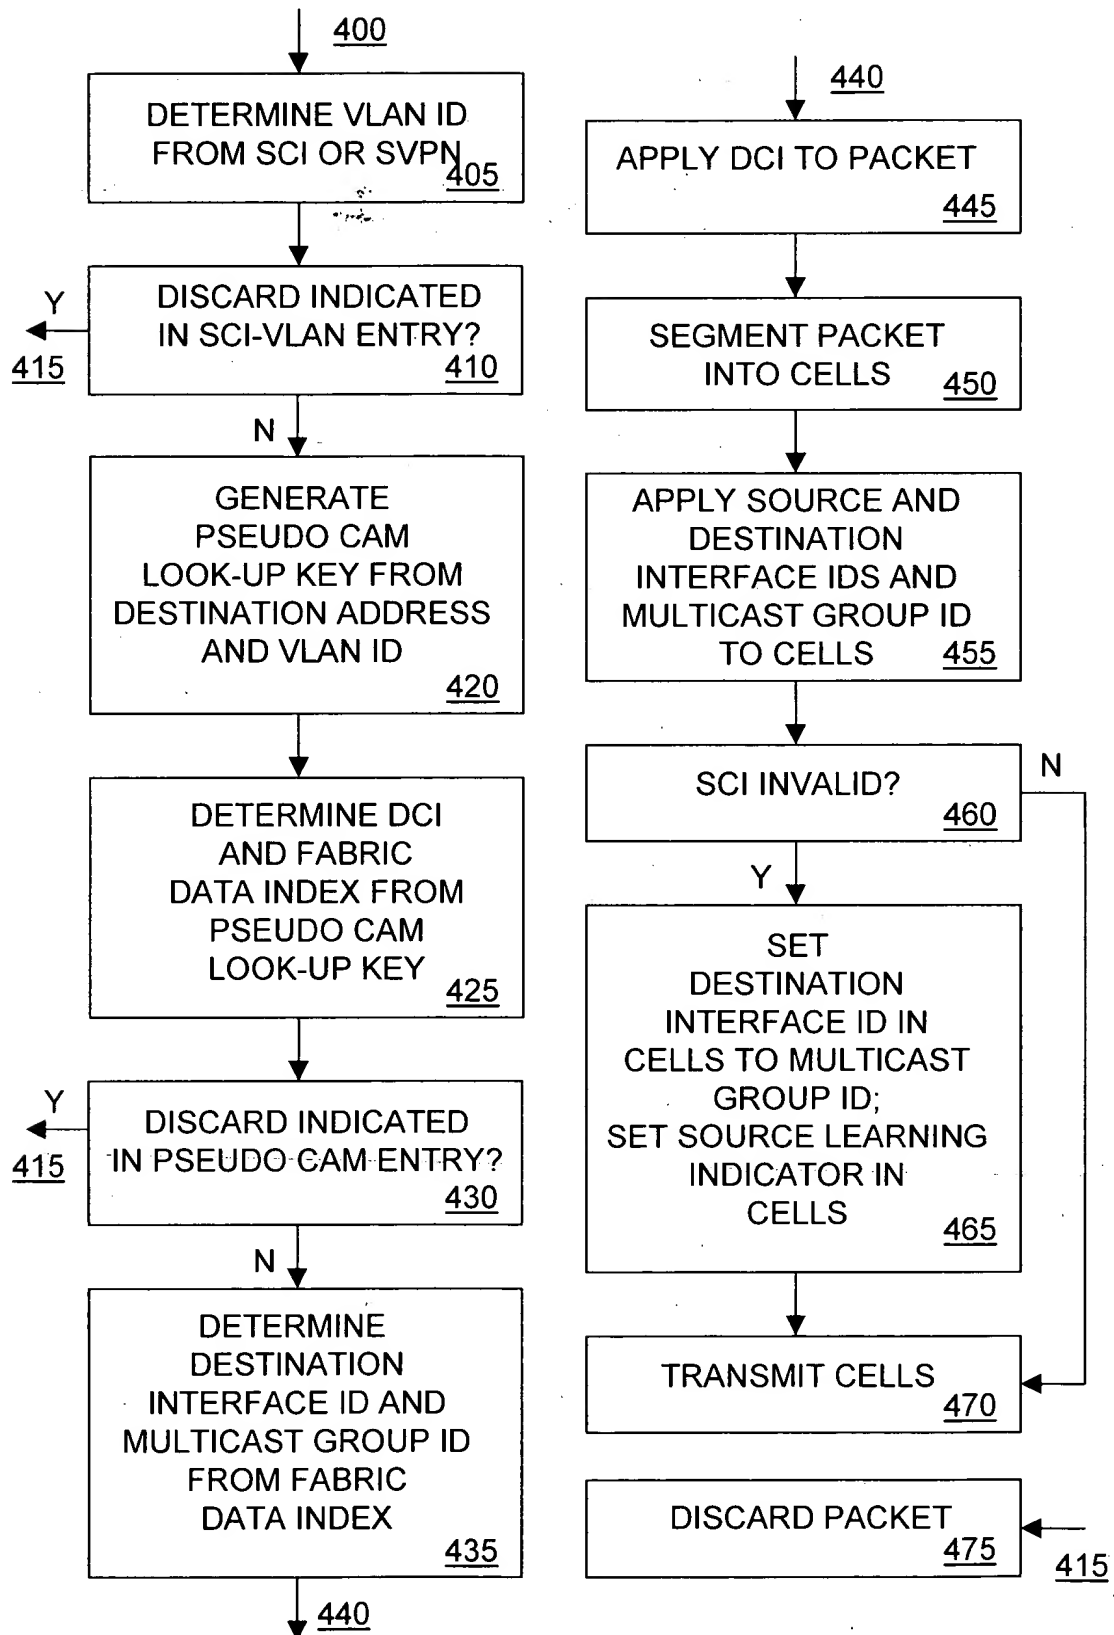 400
DETERMINE VLAN ID
FROM SCI OR SVPN
405
DISCARD INDICATED
IN SCI-VLAN ENTRY?
410
Y
415
N
GENERATE
PSEUDO CAM
LOOK-UP KEY FROM
DESTINATION ADDRESS
AND VLAN ID
420
DETERMINE DCI
AND FABRIC
DATA INDEX FROM
PSEUDO CAM
LOOK-UP KEY
425
DISCARD INDICATED
IN PSEUDO CAM ENTRY?
430
Y
415
N
DETERMINE
DESTINATION
INTERFACE ID AND
MULTICAST GROUP ID
FROM FABRIC
DATA INDEX
435
440
440
APPLY DCI TO PACKET
445
SEGMENT PACKET
INTO CELLS
450
APPLY SOURCE AND
DESTINATION
INTERFACE IDS AND
MULTICAST GROUP ID
TO CELLS
455
SCI INVALID?
460
N
Y
SET
DESTINATION
INTERFACE ID IN
CELLS TO MULTICAST
GROUP ID;
SET SOURCE LEARNING
INDICATOR IN
CELLS
465
TRANSMIT CELLS
470
DISCARD PACKET
475
415